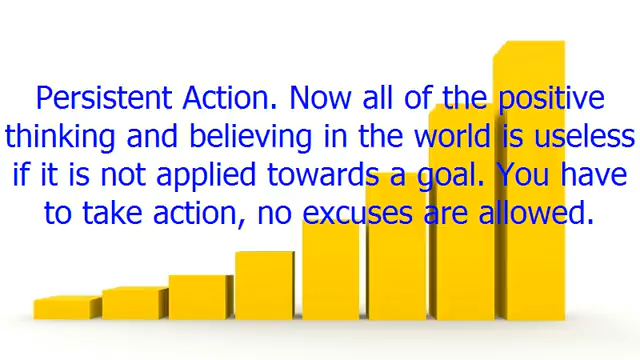 Persistent Action. Now all of the positive
thinking and believing in the world is useless
if it is not applied towards a goal. You have
to take action, no excuses are allowed.